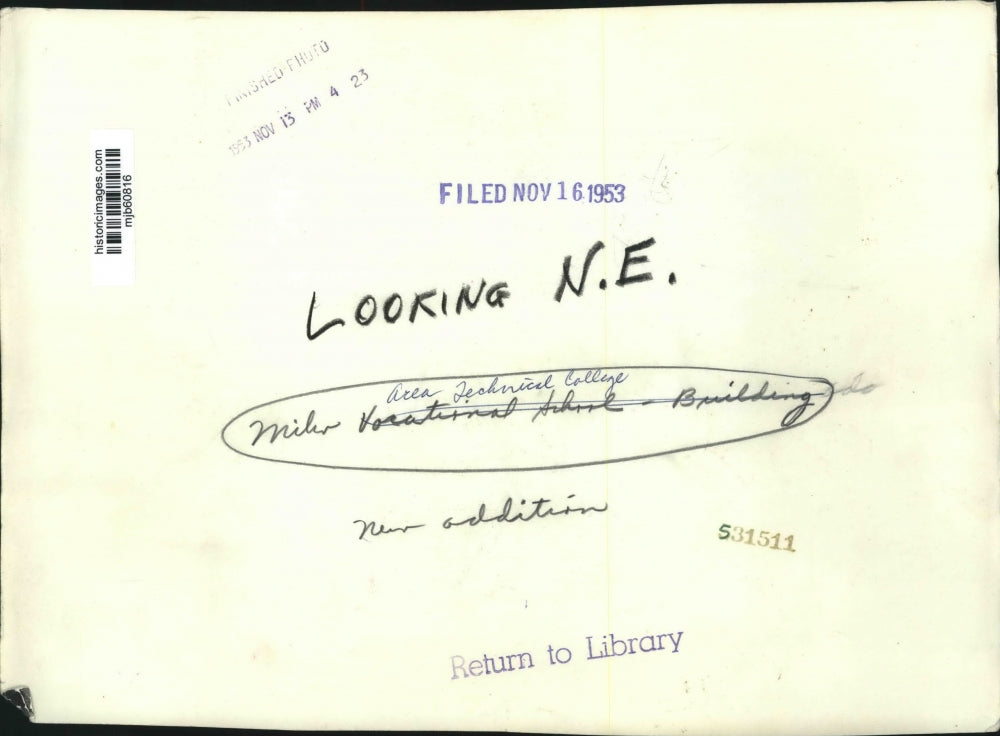 FINISHED PHOTO
1953 NOV 13 PM 4 23
historicimages.com
mjb60816
FILED NOV 16 1953
LOOKING N.E.
Area Technical College
Milw Vocational School - Building
New addition
531511
Return to Library